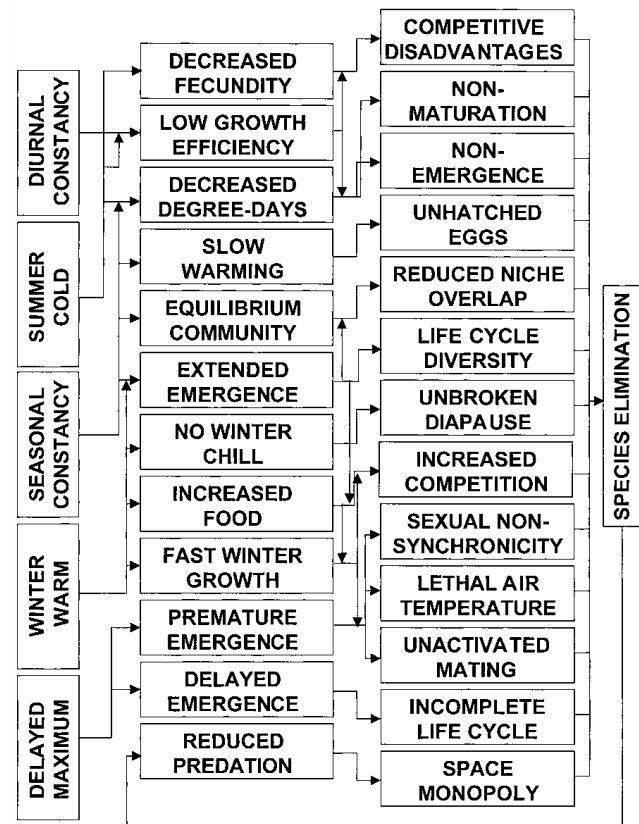 DIURNAL
CONSTANCY
SUMMER
COLD
SEASONAL
CONSTANCY
WINTER
WARM
DELAYED
MAXIMUM
DECREASED
FECUNDITY
LOW GROWTH
EFFICIENCY
DECREASED
DEGREE-DAYS
SLOW
WARMING
EQUILIBRIUM
COMMUNITY
EXTENDED
EMERGENCE
NO WINTER
CHILL
INCREASED
FOOD
FAST WINTER
GROWTH
PREMATURE
EMERGENCE
DELAYED
EMERGENCE
REDUCED
PREDATION
COMPETITIVE
DISADVANTAGES
NON-
MATURATION
NON-
EMERGENCE
UNHATCHED
EGGS
REDUCED NICHE
OVERLAP
LIFE CYCLE
DIVERSITY
UNBROKEN
DIAPAUSE
INCREASED
COMPETITION
SEXUAL NON-
SYNCHRONICITY
LETHAL AIR
TEMPERATURE
UNACTIVATED
MATING
INCOMPLETE
LIFE CYCLE
SPACE
MONOPOLY
SPECIES ELIMINATION